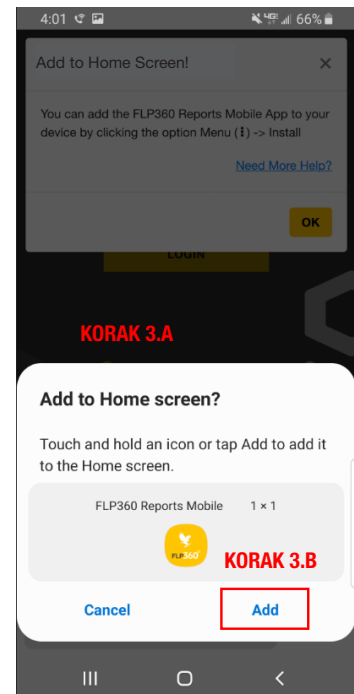 4:01 4GE 66%
Add to Home Screen! ×
You can add the FLP360 Reports Mobile App to your
device by clicking the option Menu (⋮) -> Install
Need More Help?
OK
LOGIN
KORAK 3.A
Add to Home screen?
Touch and hold an icon or tap Add to add it
to the Home screen.
FLP360 Reports Mobile 1 × 1
FLP360
KORAK 3.B
Cancel Add